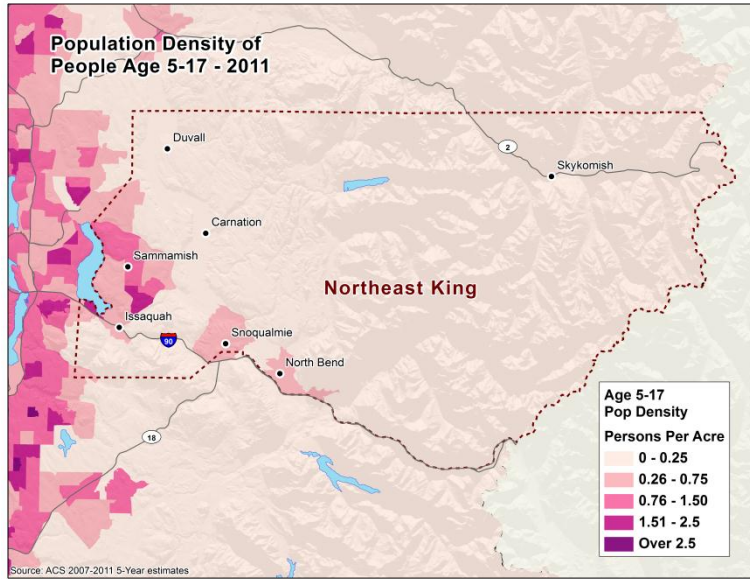 Population Density of
People Age 5-17 - 2011
Duvall
2
Skykomish
Carnation
Sammamish
Northeast King
Issaquah
90
Snoqualmie
North Bend
18
Age 5-17
Pop Density
Persons Per Acre
0 - 0.25
0.26 - 0.75
0.76 - 1.50
1.51 - 2.5
Over 2.5
Source: ACS 2007-2011 5-Year estimates